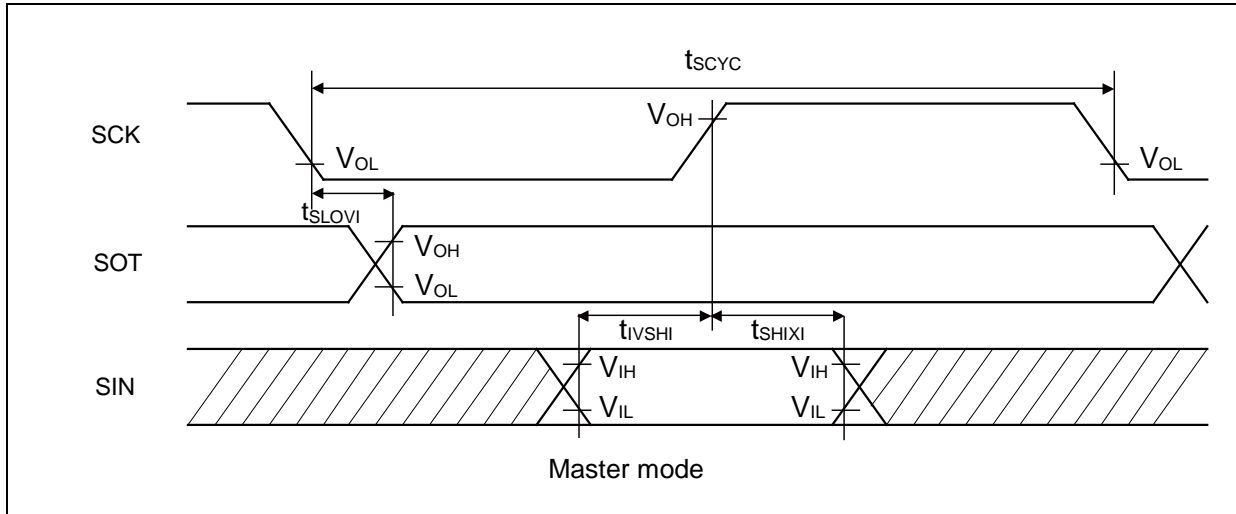 tSCYC
SCK
VOH
VOL
VOL
tSLOVI
SOT
VOH
VOL
tIVSHI
tSHIXI
SIN
VIH
VIH
VIL
VIL
Master mode